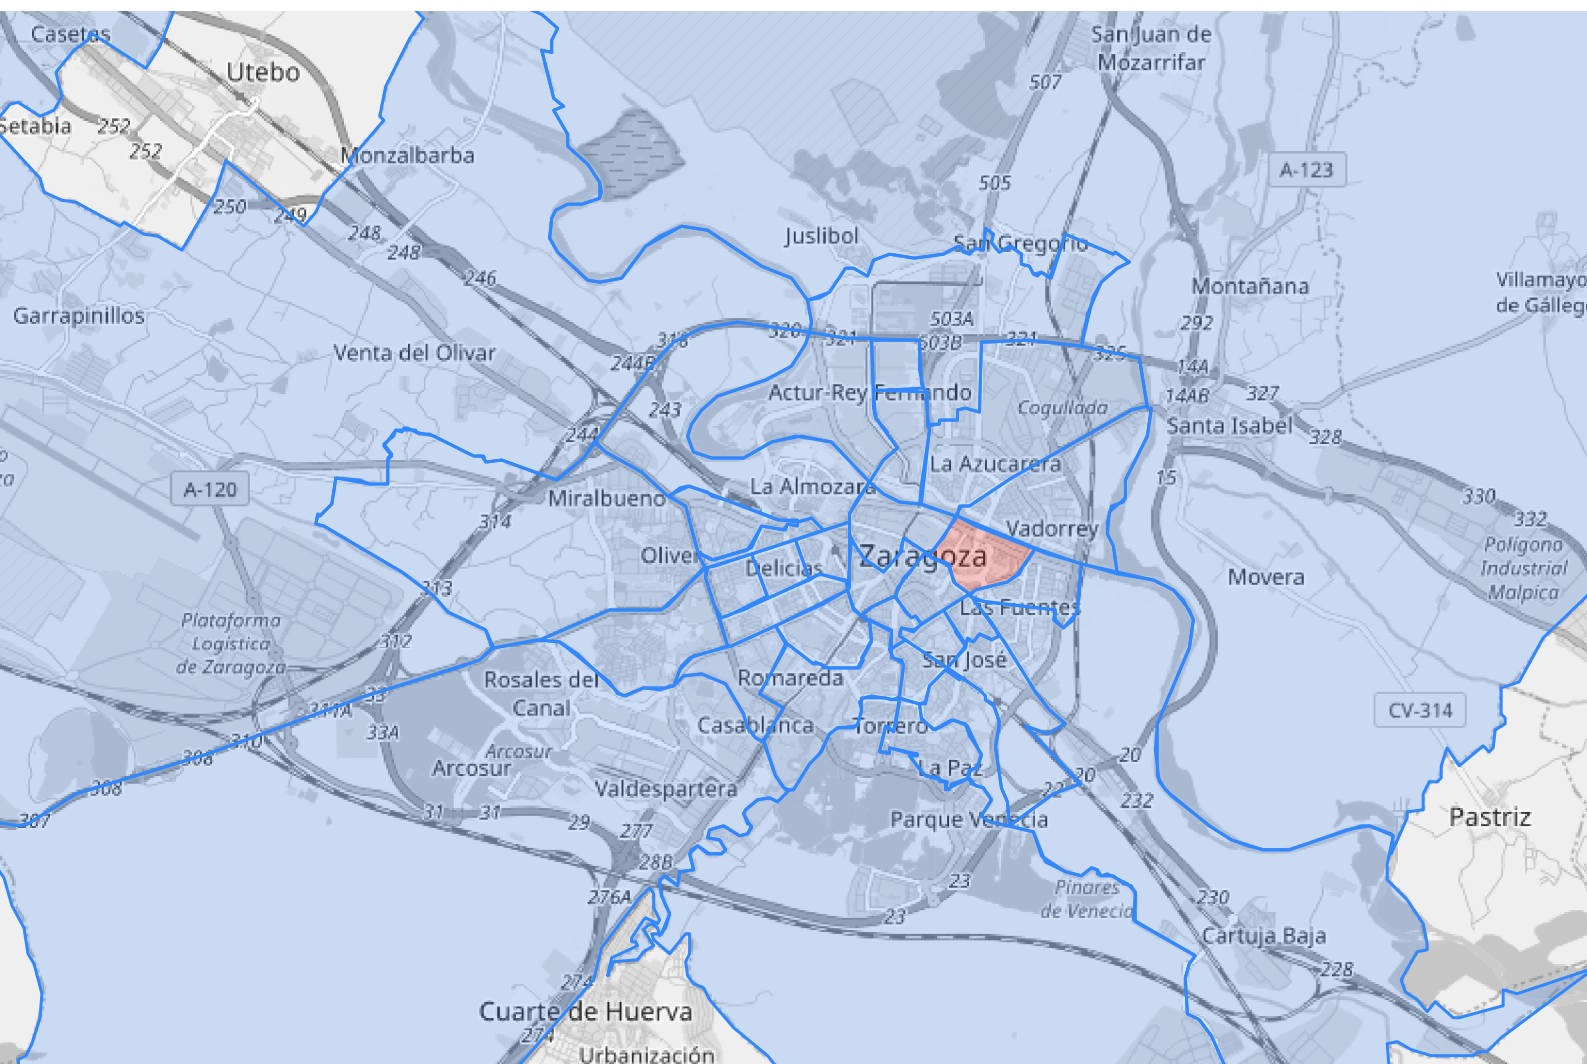 Casetas
San Juan de
Mozarrifar
Utebo
507
Setabia
252
252
Monzalbarba
A-123
505
250
249
248
248
Juslibol
San Gregorio
246
Montañana
Villamayo
de Gálleg
Garrapinillos
503A
292
316
320
321
503B
321
325
Venta del Olivar
244B
14A
Actur-Rey Fernando
14AB
327
243
Cogullada
244
Santa Isabel
328
La Azucarera
15
A-120
Miralbueno
La Almozara
330
314
332
Vadorrey
Polígono
Industrial
Malpica
Oliver
Delicias
Zaragoza
Movera
313
Las Fuentes
Plataforma
Logística
de Zaragoza
312
San José
Rosales del
Canal
Romareda
33
311A
CV-314
33A
Casablanca
Torrero
310
308
Arcosur
Arcosur
20
La Paz
20
308
Valdespartera
22
232
307
31
31
29
277
Parque Venecia
Pastriz
28B
23
Pinares
de Venecia
276A
230
23
Cartuja Baja
228
274
Cuarte de Huerva
274
Urbanización